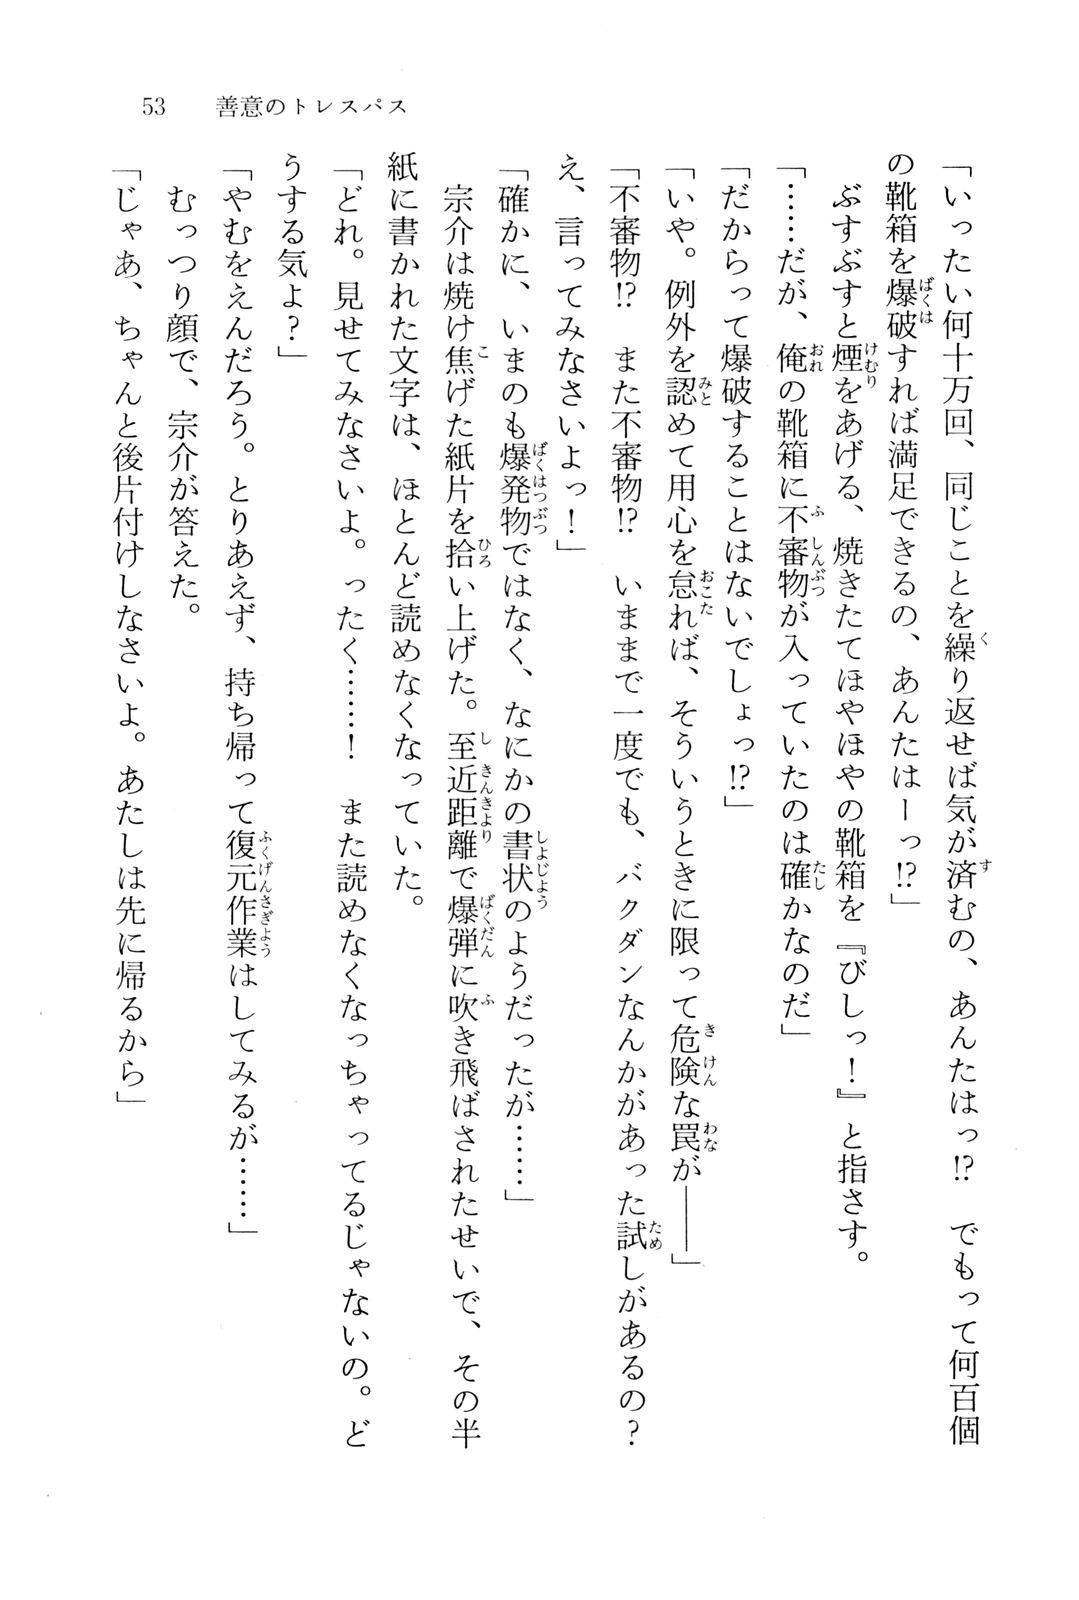 53　善意のトレスパス
「いったい何十万回、同じことを繰り返せば気が済むの、あんたはっ!?　でもって何百個
の靴箱を爆破すれば満足できるの、あんたはーっ!?」
　ぶすぶすと煙をあげる、焼きたてほやほやの靴箱を『びしっ！』と指さす。
「……だが、俺の靴箱に不審物が入っていたのは確かなのだ」
「だからって爆破することはないでしょっ!?」
「いや。例外を認めて用心を怠れば、そういうときに限って危険な罠が――」
「不審物!?　また不審物!?　いままで一度でも、バクダンなんかがあった試しがあるの？
え、言ってみなさいよっ！」
「確かに、いまのも爆発物ではなく、なにかの書状のようだったが……」
　宗介は焼け焦げた紙片を拾い上げた。至近距離で爆弾に吹き飛ばされたせいで、その半
紙に書かれた文字は、ほとんど読めなくなっていた。
「どれ。見せてみなさいよ。ったく……！　また読めなくなっちゃってるじゃないの。ど
うする気よ？」
「やむをえんだろう。とりあえず、持ち帰って復元作業はしてみるが……」
　むっつり顔で、宗介が答えた。
「じゃあ、ちゃんと後片付けしなさいよ。あたしは先に帰るから」